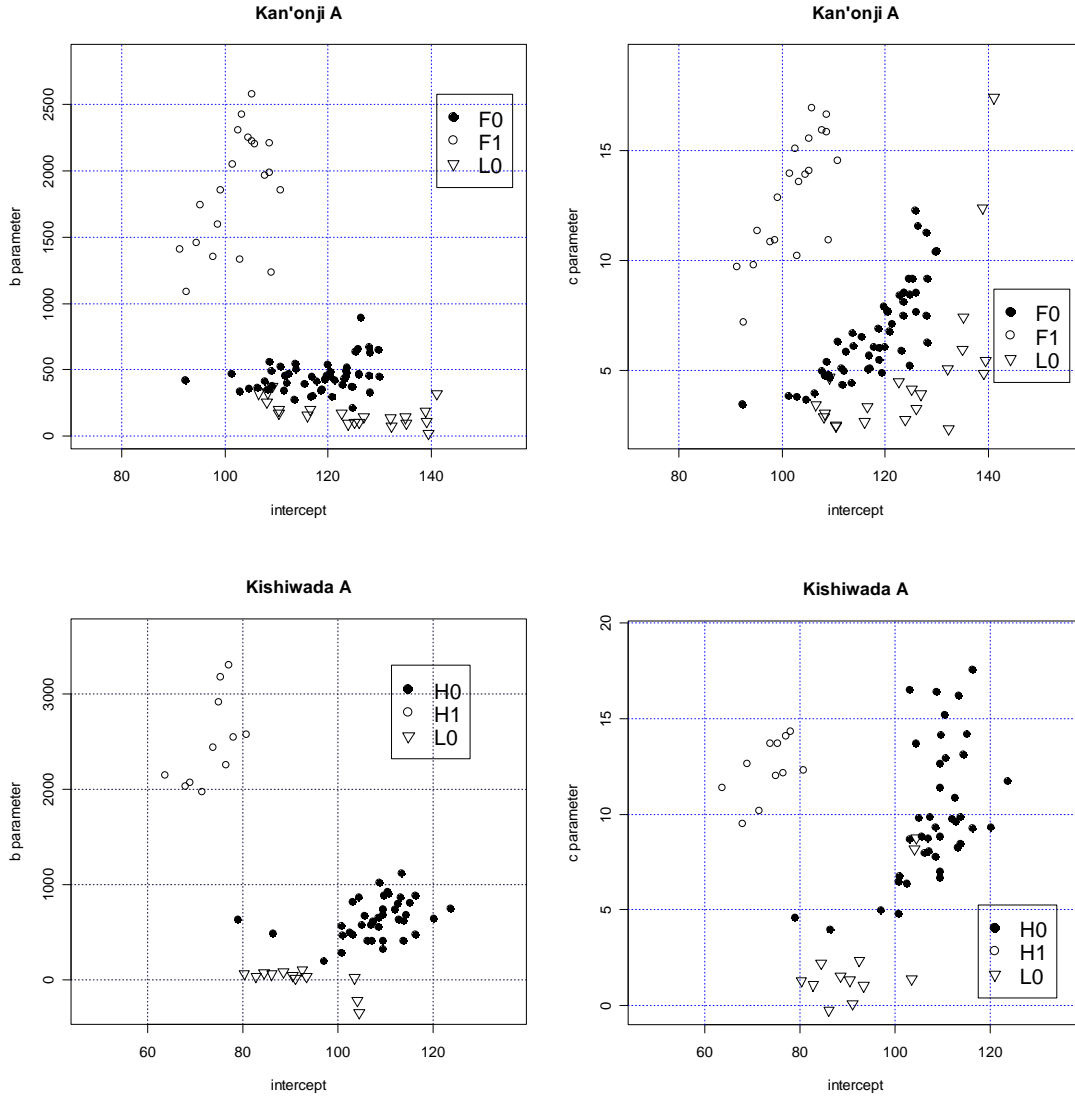 Kan'onji A
b parameter
0
500
1000
1500
2000
2500
F0
F1
L0
80
100
120
140
intercept
Kan'onji A
c parameter
5
10
15
F0
F1
L0
80
100
120
140
intercept
Kishiwada A
b parameter
0
1000
2000
3000
H0
H1
L0
60
80
100
120
intercept
Kishiwada A
c parameter
0
5
10
15
20
H0
H1
L0
60
80
100
120
intercept